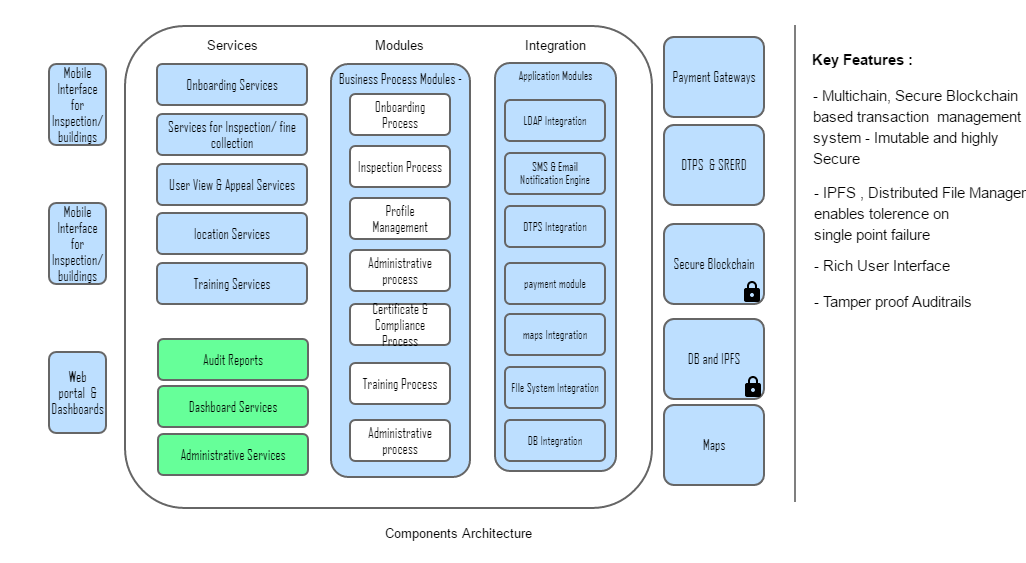 Services
Modules
Integration
Mobile
Interface
for
Inspection/
buildings
Mobile
Interface
for
Inspection/
buildings
Web
portal &
Dashboards
Onboarding Services
Services for Inspection/ fine
collection
User View & Appeal Services
location Services
Training Services
Audit Reports
Dashboard Services
Administrative Services
Business Process Modules -
Onboarding
Process
Inspection Process
Profile
Management
Administrative
process
Certificate &
Compliance
Process
Training Process
Administrative
process
Application Modules
LDAP Integration
SMS & Email
Notification Engine
DTPS Integration
payment module
maps Integration
File System Integration
DB Integration
Payment Gateways
DTPS & SRERD
Secure Blockchain
DB and IPFS
Maps
Key Features :
- Multichain, Secure Blockchain
based transaction management
system - Imutable and highly
Secure
- IPFS , Distributed File Manager
enables tolerence on
single point failure
- Rich User Interface
- Tamper proof Auditrails
Components Architecture